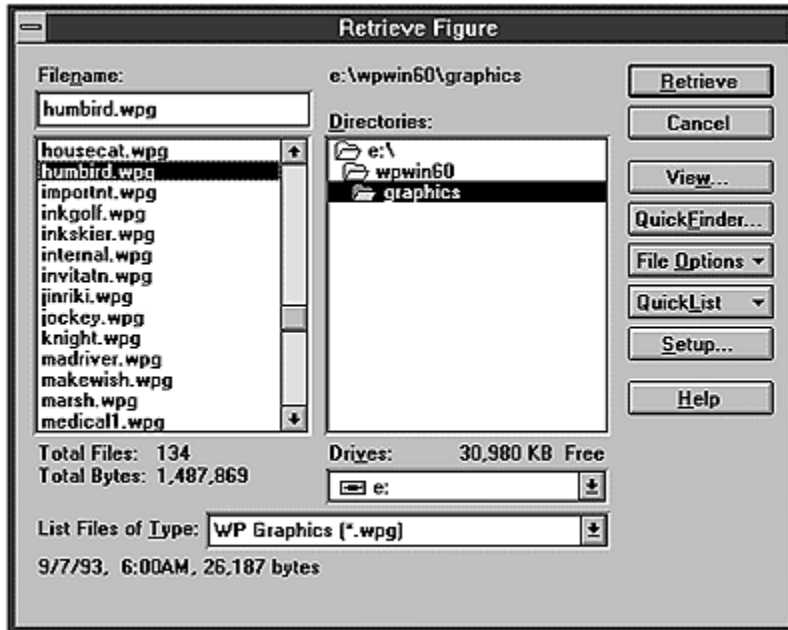 Retrieve Figure
Filename:
humbird.wpg
housecat.wpg
humbird.wpg
importnt.wpg
inkgolf.wpg
inkskier.wpg
internal.wpg
invitatn.wpg
jinriki.wpg
jockey.wpg
knight.wpg
madriver.wpg
makewish.wpg
marsh.wpg
medical1.wpg
Total Files: 134
Total Bytes: 1,487,869
e:\wpwin60\graphics
Directories:
e:\
wpwin60
graphics
Drives: 30,980 KB Free
e:
List Files of Type: WP Graphics (*.wpg)
9/7/93, 6:00AM, 26,187 bytes
Retrieve
Cancel
View...
QuickFinder...
File Options
QuickList
Setup...
Help